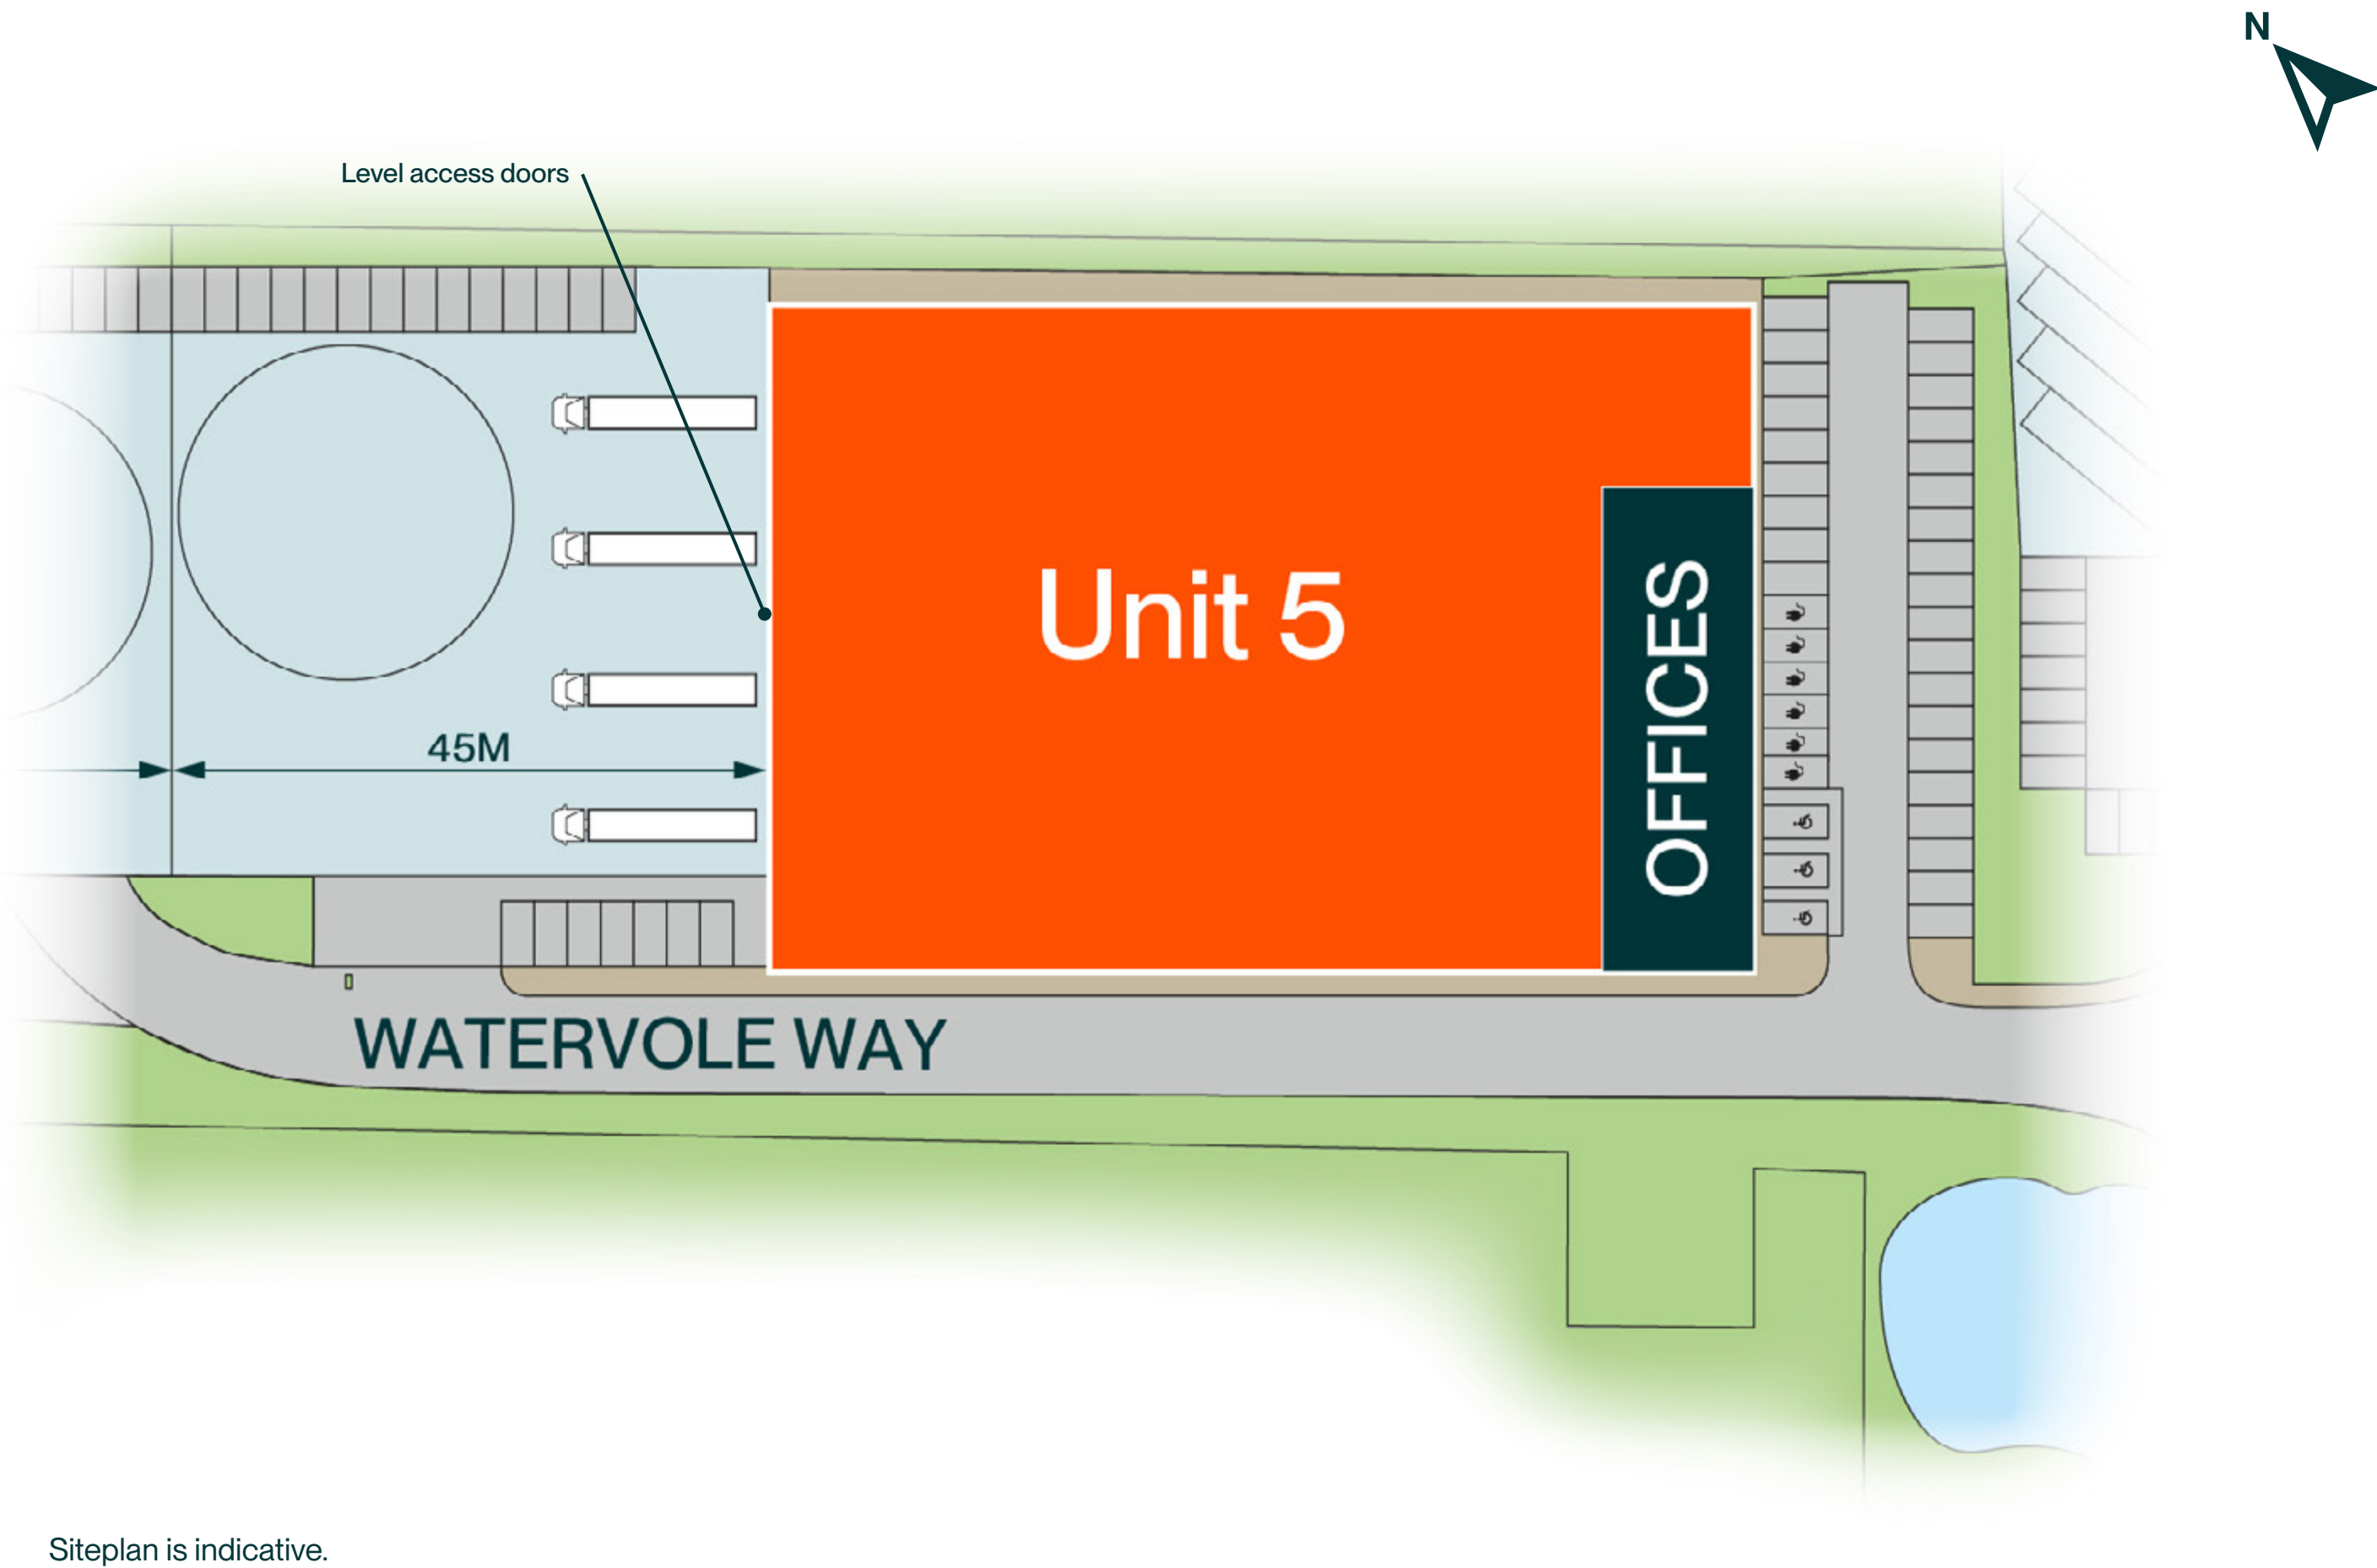 N
Level access doors
Unit 5
OFFICES
45M
WATERVOLE WAY
Siteplan is indicative.